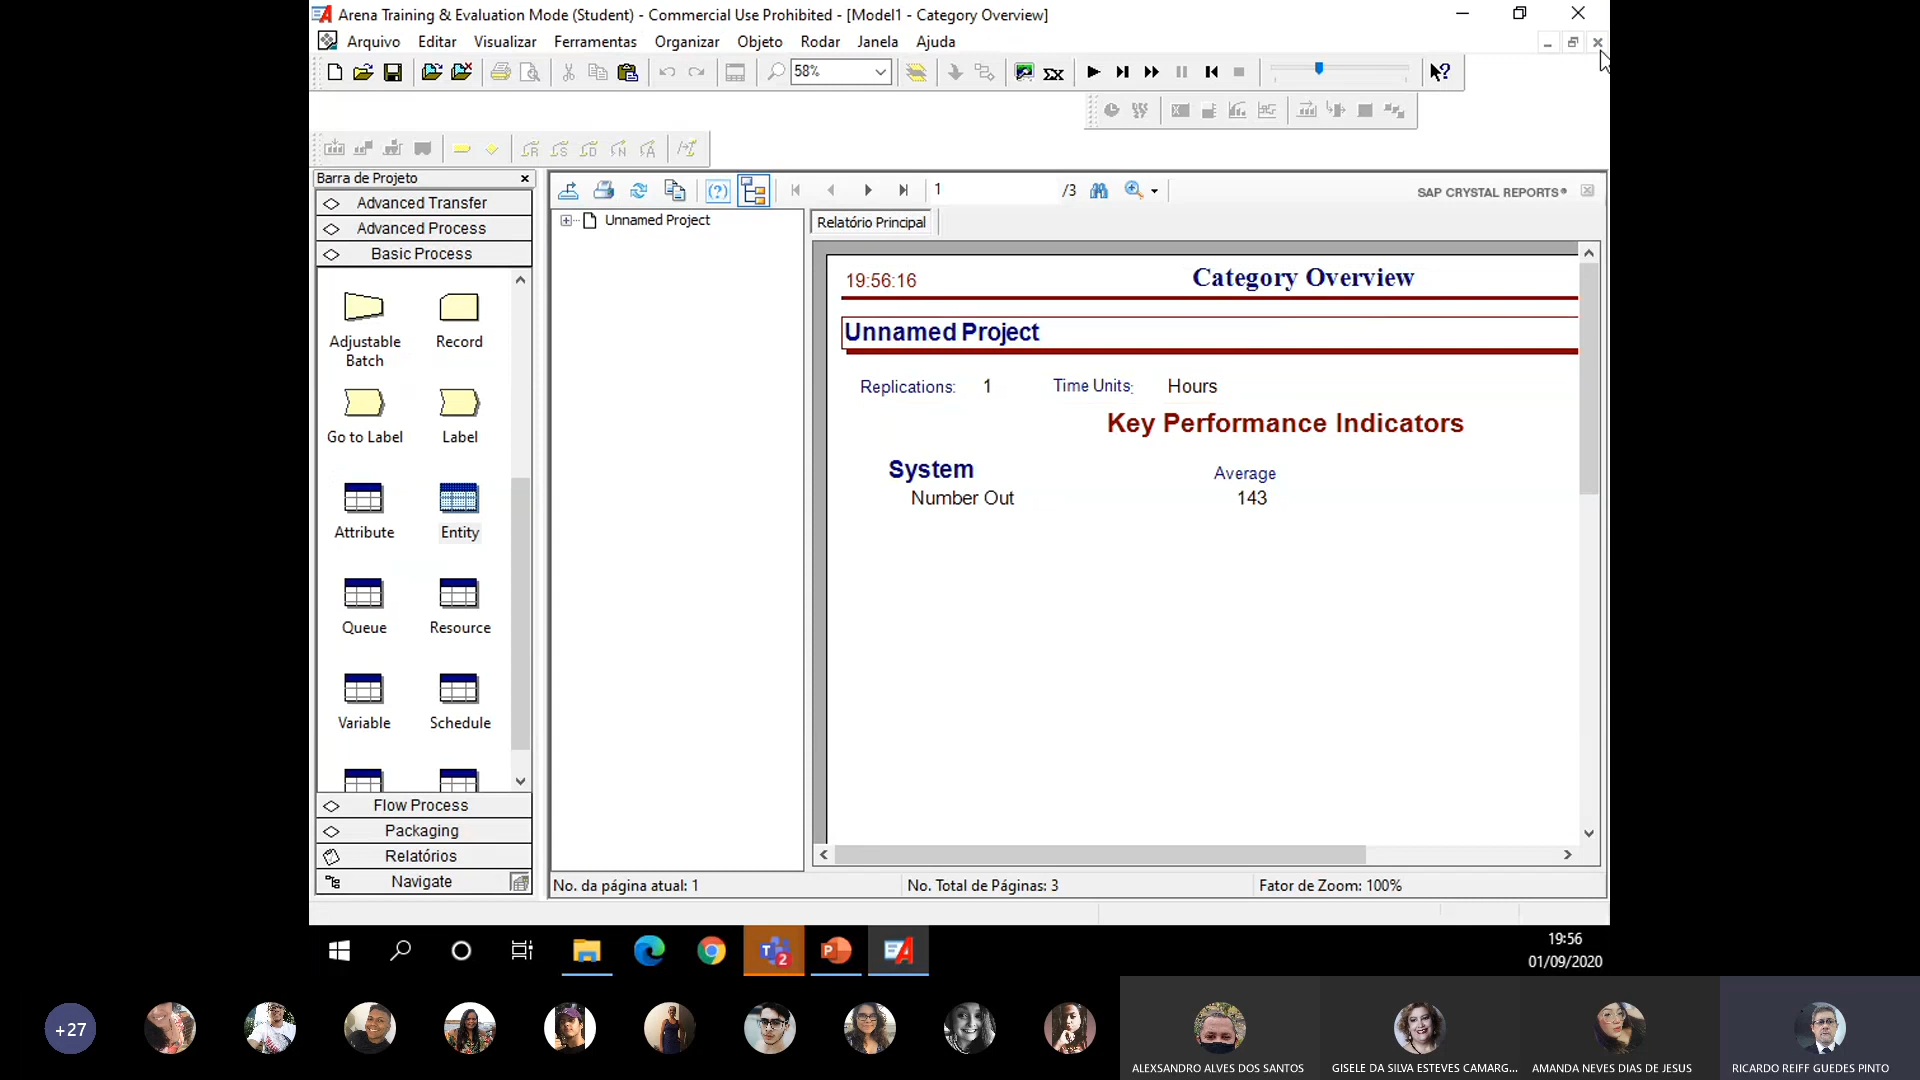 Arena Training & Evaluation Mode (Student) - Commercial Use Prohibited - [Model1 - Category Overview]
Arquivo Editar Visualizar Ferramentas Organizar Objeto Rodar Janela Ajuda
58%
Barra de Projeto
Advanced Transfer
Advanced Process
Basic Process
Adjustable Batch
Record
Go to Label
Label
Attribute
Entity
Queue
Resource
Variable
Schedule
Flow Process
Packaging
Relatórios
Navigate
1 /3
SAP CRYSTAL REPORTS®
Unnamed Project
Relatório Principal
19:56:16
Category Overview
Unnamed Project
Replications: 1 Time Units: Hours
Key Performance Indicators
System Average
Number Out 143
No. da página atual: 1
No. Total de Páginas: 3
Fator de Zoom: 100%
2
19:56
01/09/2020
+27
ALEXSANDRO ALVES DOS SANTOS
GISELE DA SILVA ESTEVES CAMARG...
AMANDA NEVES DIAS DE JESUS
RICARDO REIFF GUEDES PINTO